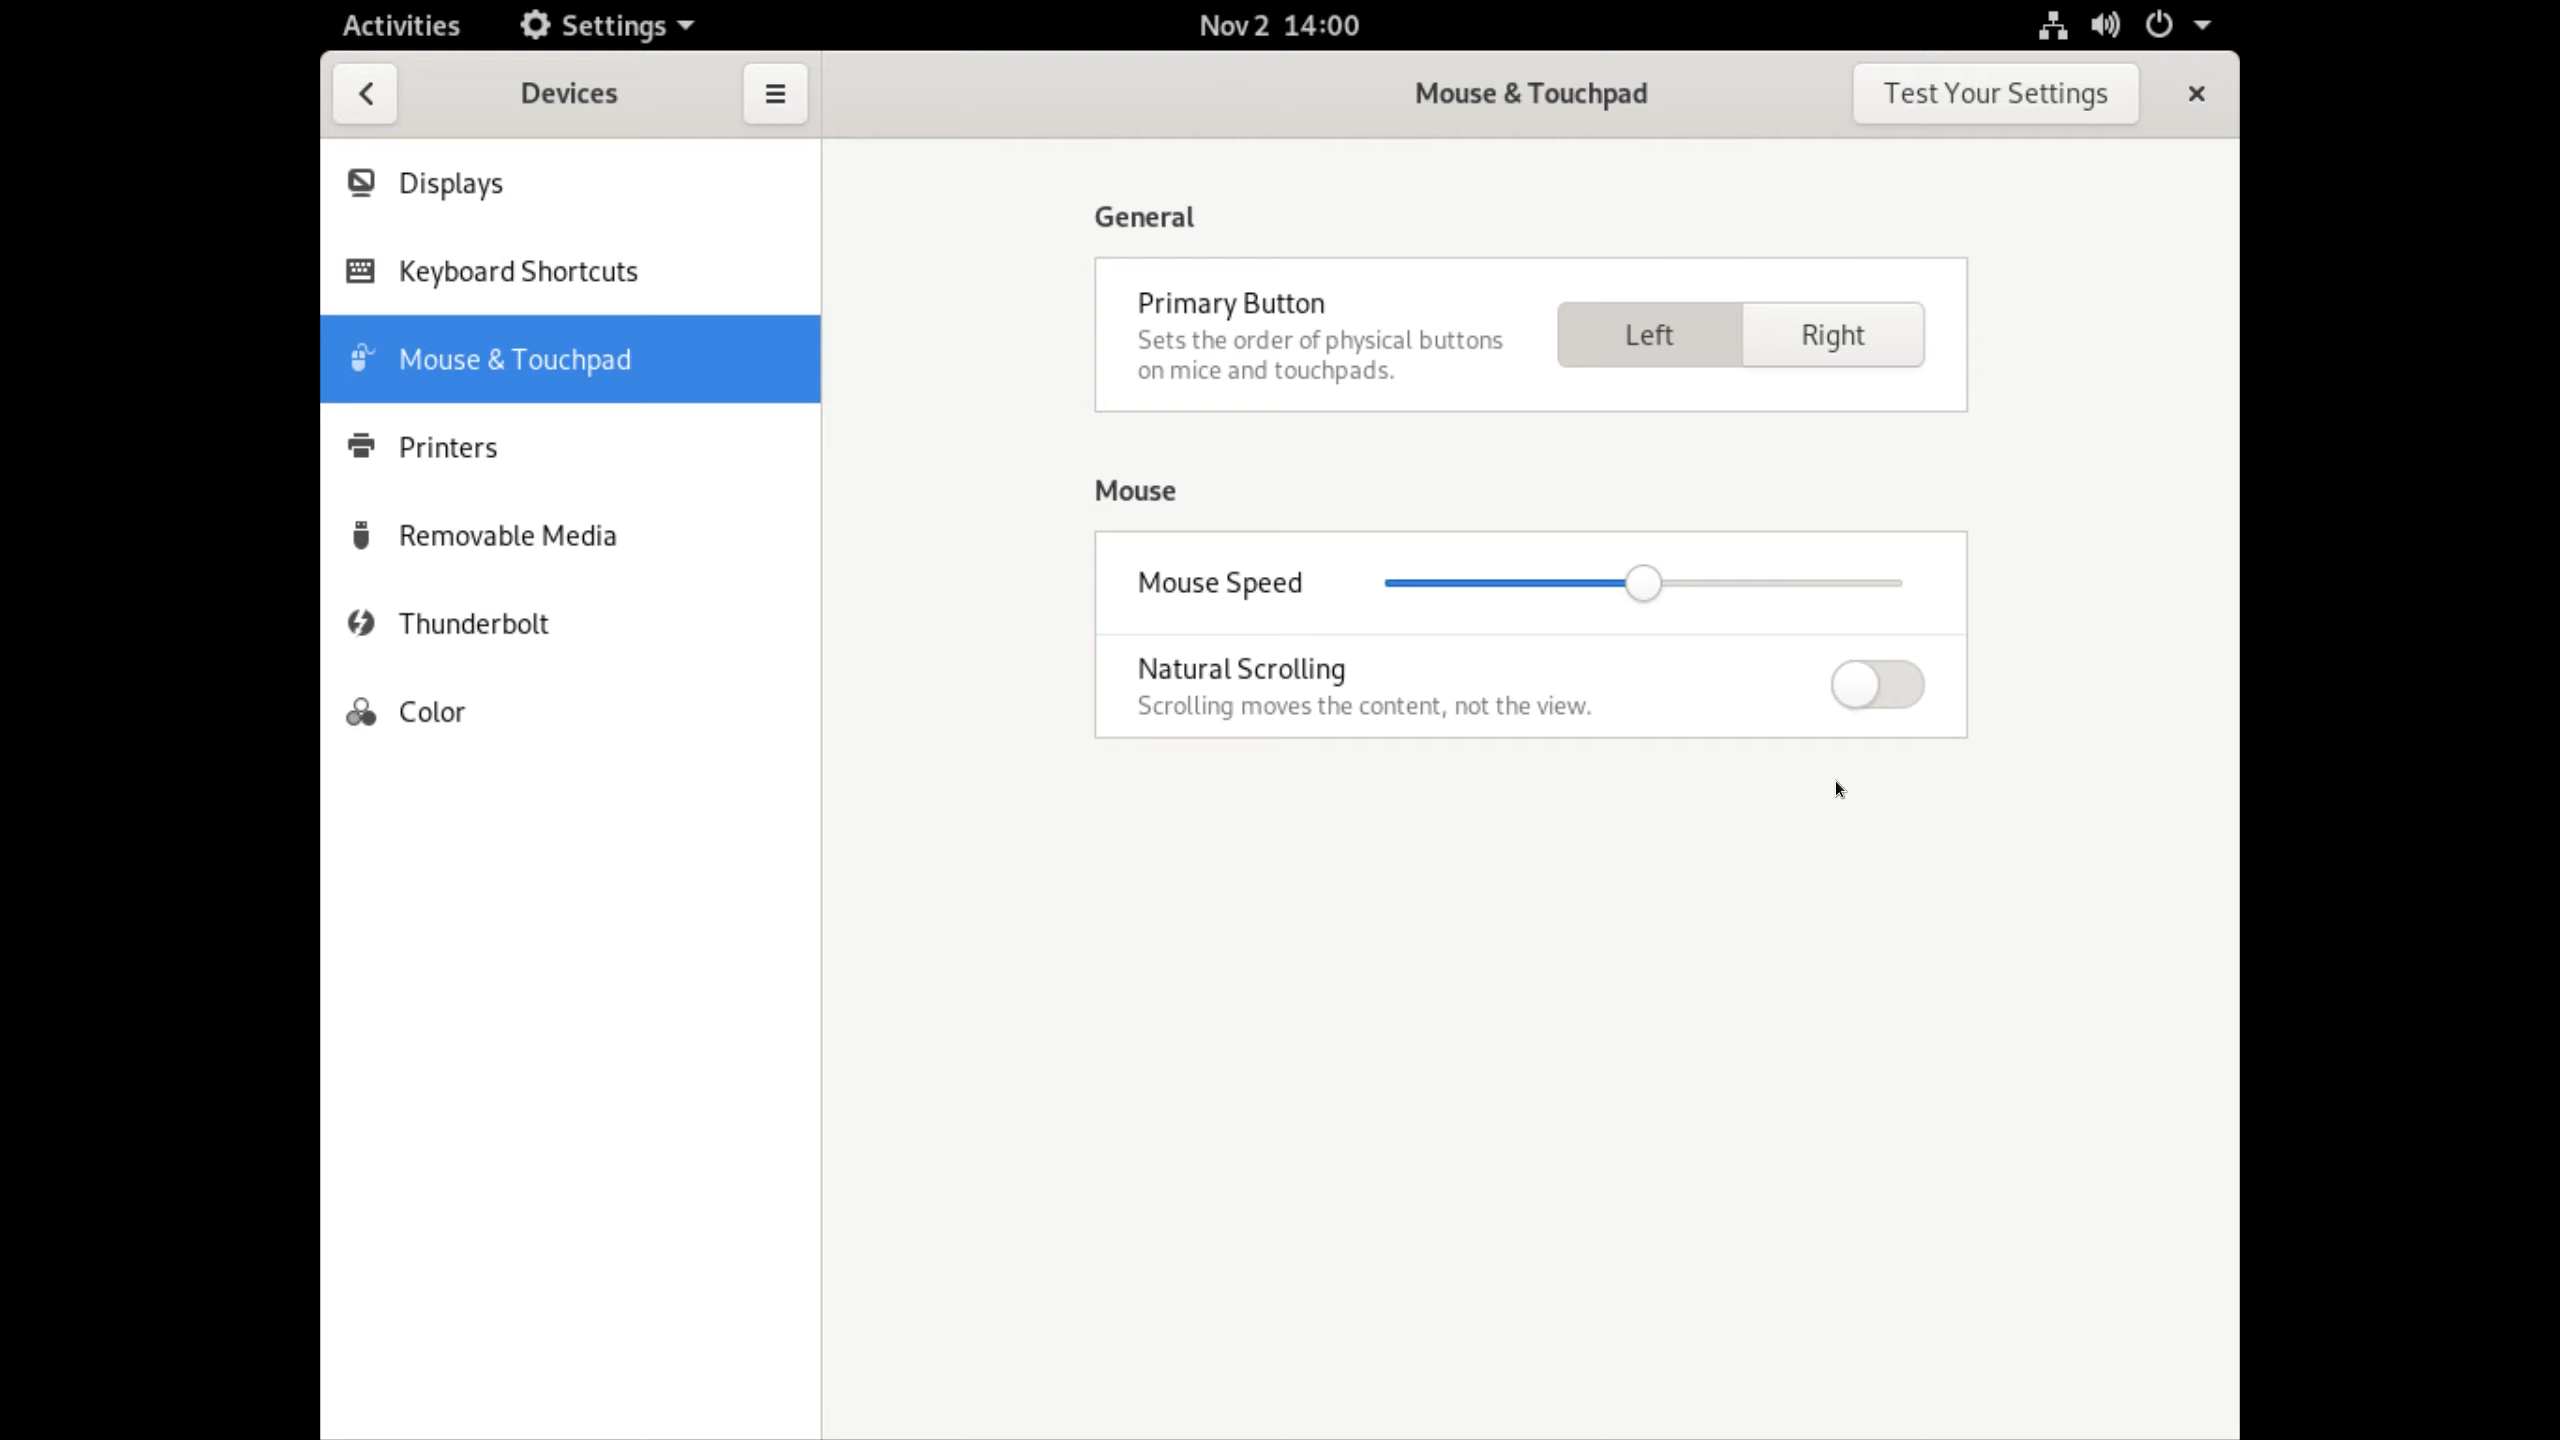 Activities Settings Nov 2 14:00
Devices
Mouse & Touchpad
Test Your Settings
Displays
Keyboard Shortcuts
Mouse & Touchpad
Printers
Removable Media
Thunderbolt
Color
General
Primary Button
Sets the order of physical buttons
on mice and touchpads.
Left
Right
Mouse
Mouse Speed
Natural Scrolling
Scrolling moves the content, not the view.